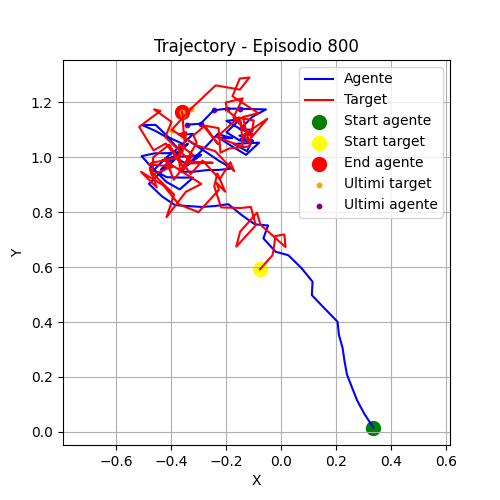 Trajectory - Episodio 800
Agente
Target
Start agente
Start target
End agente
Ultimi target
Ultimi agente
Y
1.2
1.0
0.8
0.6
0.4
0.2
0.0
−0.6 −0.4 −0.2 0.0 0.2 0.4 0.6
X